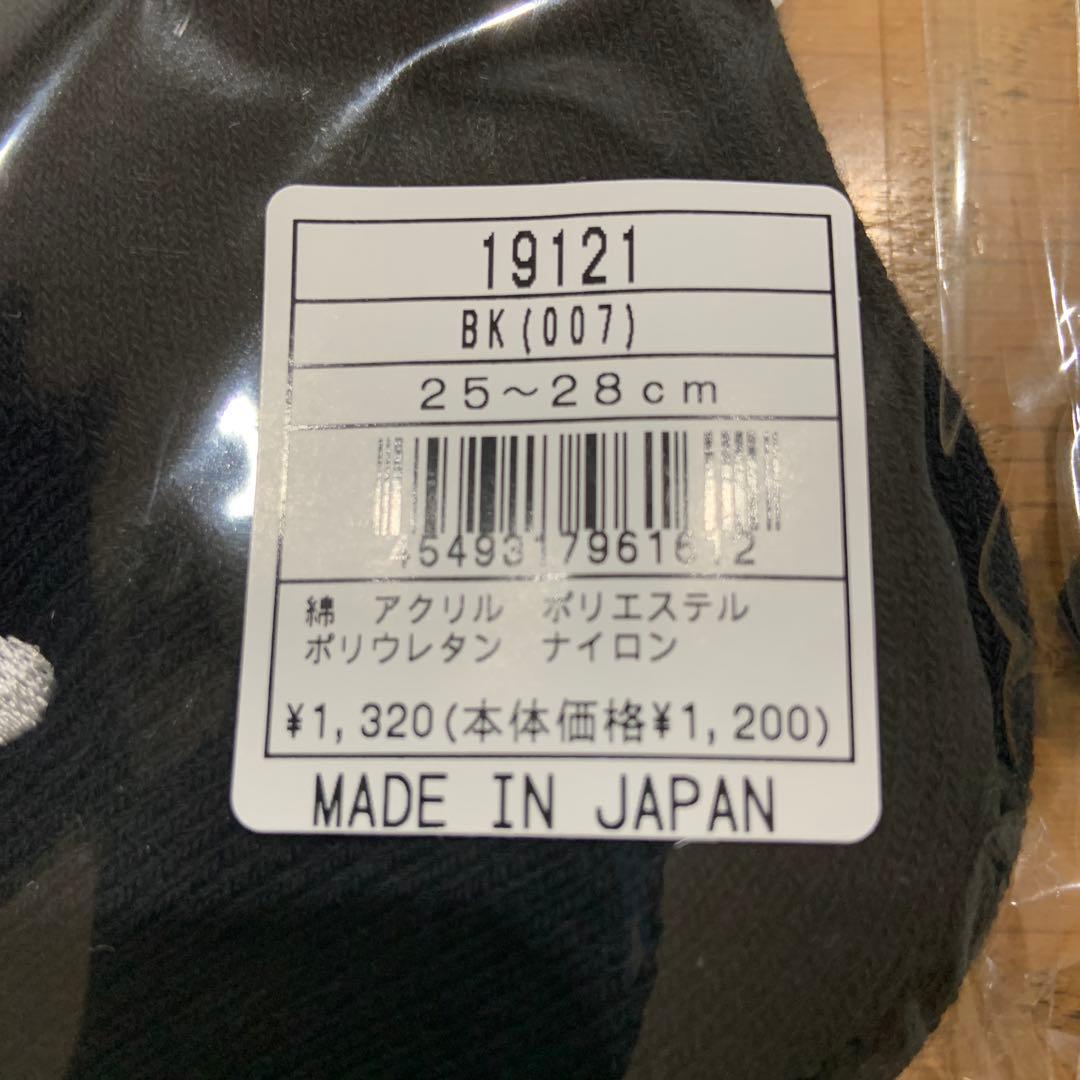 19121
BK(007)
25～28cm
4549317961612
綿 アクリル ポリエステル
ポリウレタン ナイロン
¥1,320(本体価格¥1,200)
MADE IN JAPAN